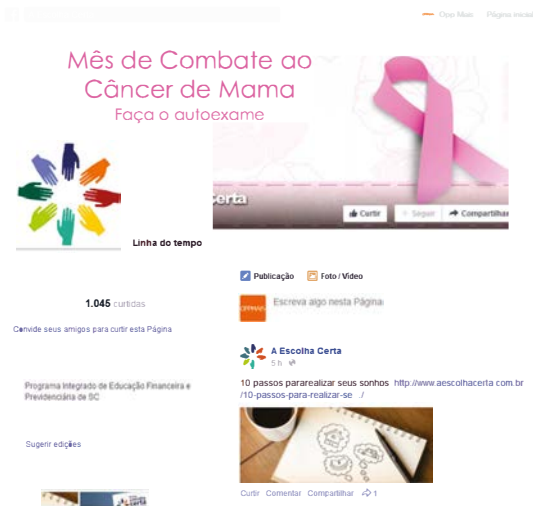 Opp Mais Página inicial
Mês de Combate ao
Câncer de Mama
Faça o autoexame
Certa
Curtir Seguir Compartilhar
Linha do tempo
Publicação Foto / Vídeo
Escreva algo nesta Página
1.045 curtidas
Convide seus amigos para curtir esta Página
A Escolha Certa
5 h
10 passos pararealizar seus sonhos http://www.aescolhacerta com.br
/10-passos-para-realizar-se ./
Programa Integrado de Educação Financeira e
Previdenciária de SC
Sugerir edições
Curtir Comentar Compartilhar 1